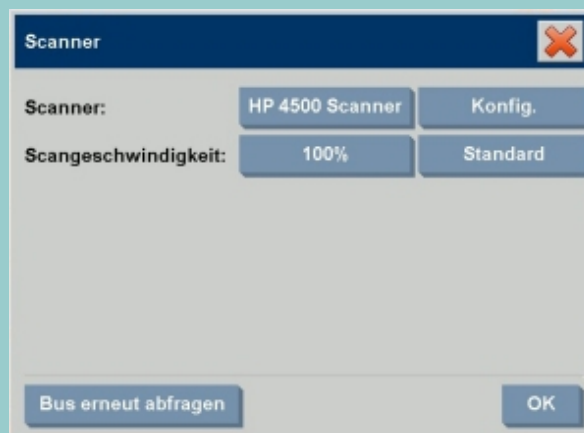 Scanner
Scanner: HP 4500 Scanner Konfig.
Scangeschwindigkeit: 100% Standard
Bus erneut abfragen OK